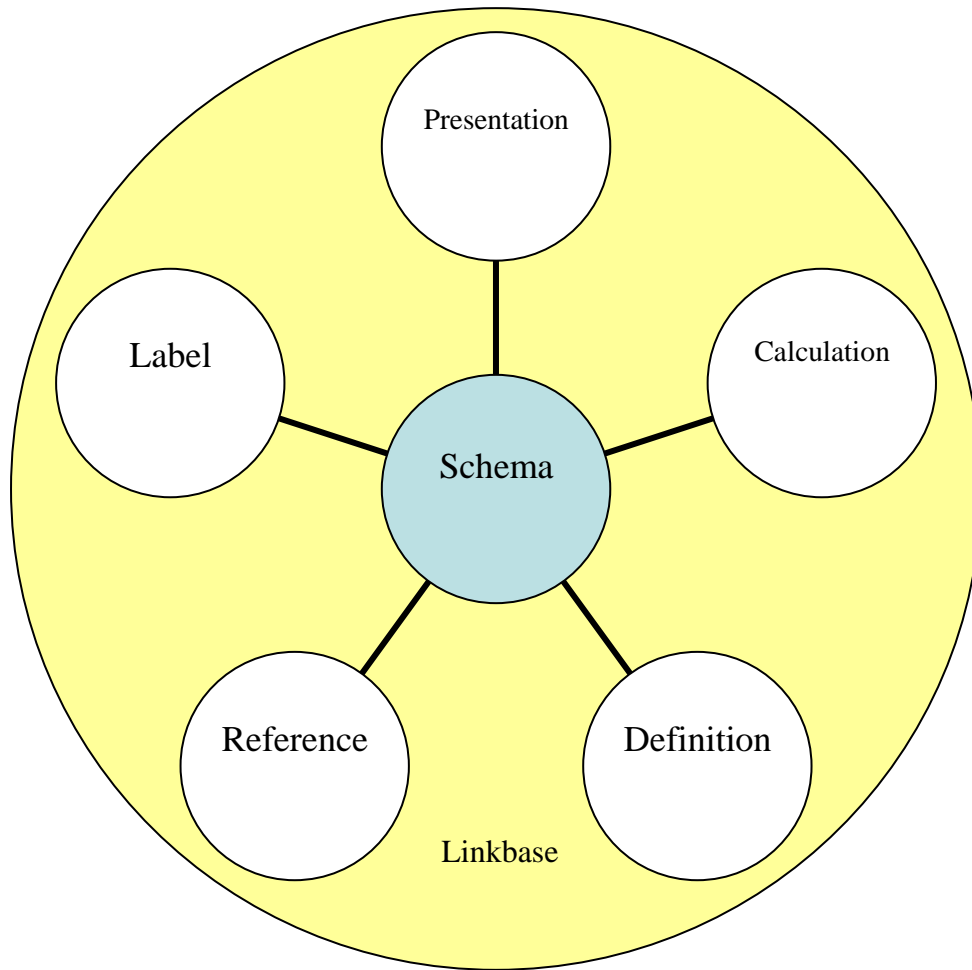 Presentation
Label
Calculation
Schema
Reference
Definition
Linkbase